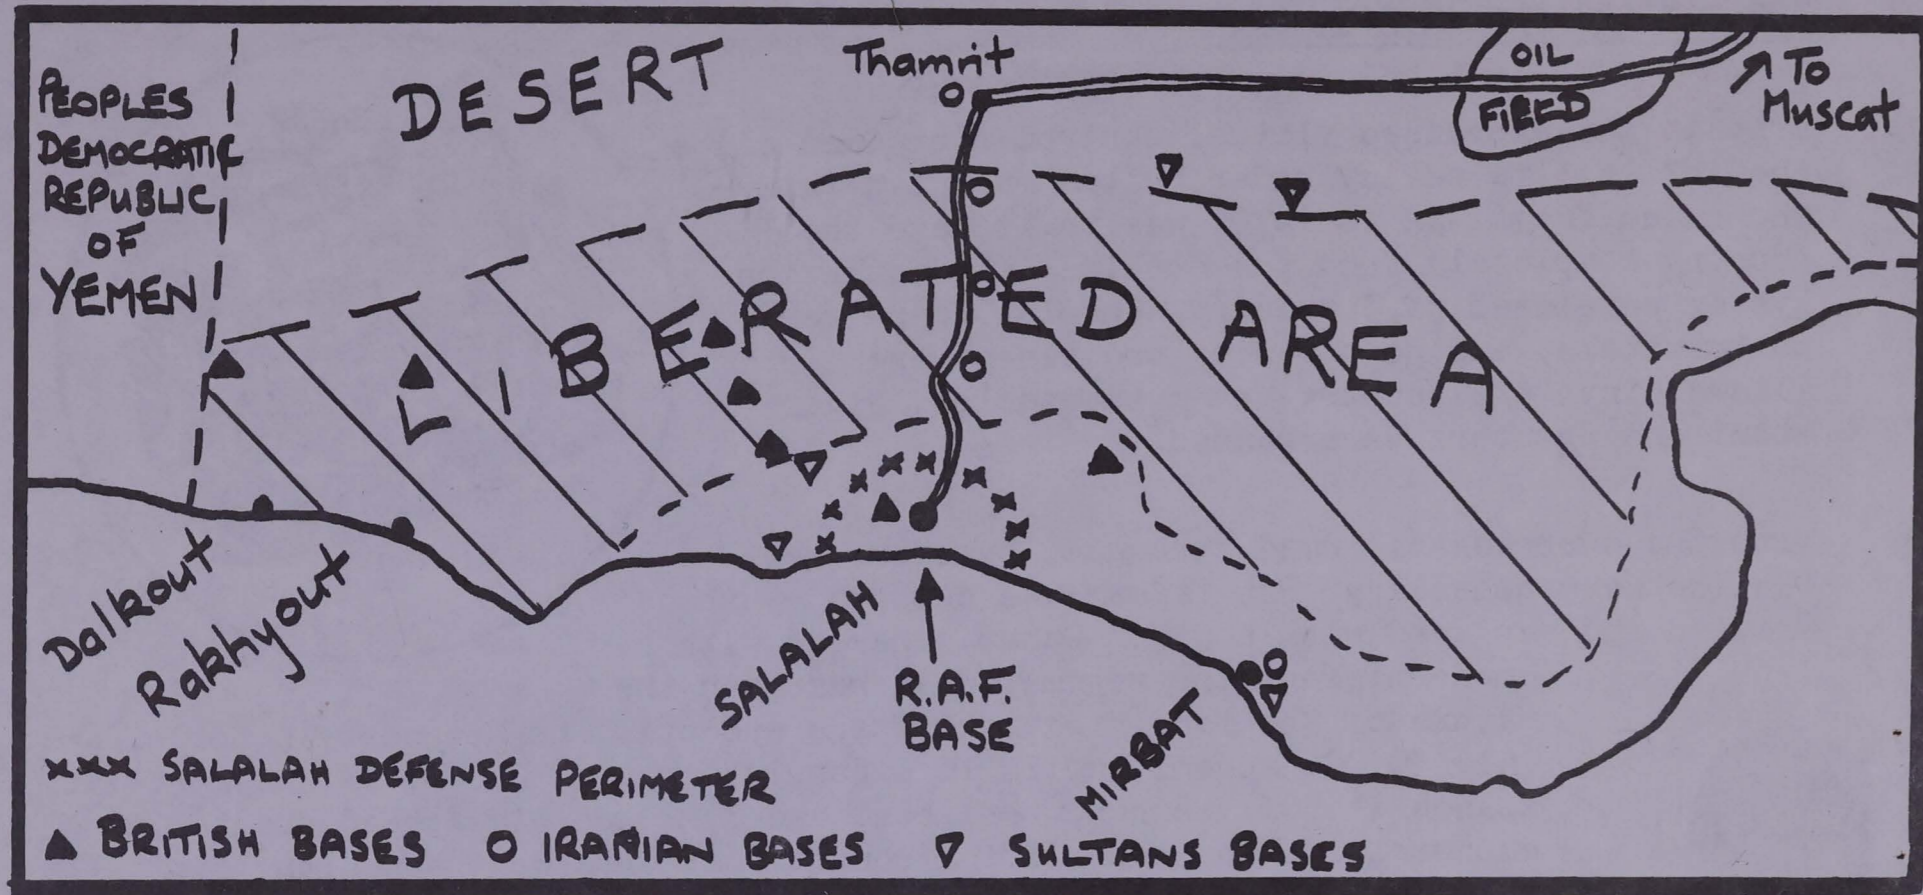 PEOPLES
DEMOCRATIC
REPUBLIC
OF
YEMEN
DESERT
Thamrit
OIL
FIEED
To
Muscat
LIBERATED AREA
Dalkout
Rakhyout
SALALAH
R.A.F.
BASE
MIRBAT
xxx SALALAH DEFENSE PERIMETER
▲ BRITISH BASES O IRANIAN BASES ▽ SULTANS BASES